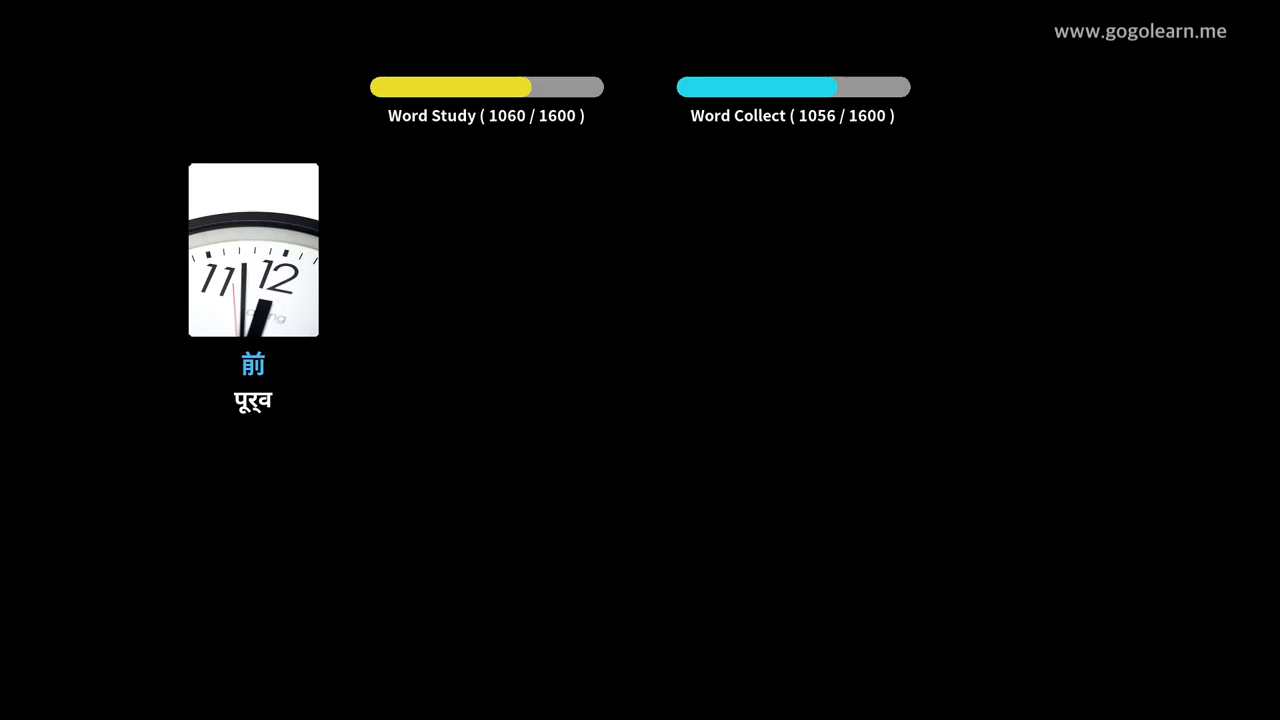 www.gogolearn.me
Word Study ( 1060 / 1600 )
Word Collect ( 1056 / 1600 )
11 12
前
पूर्व